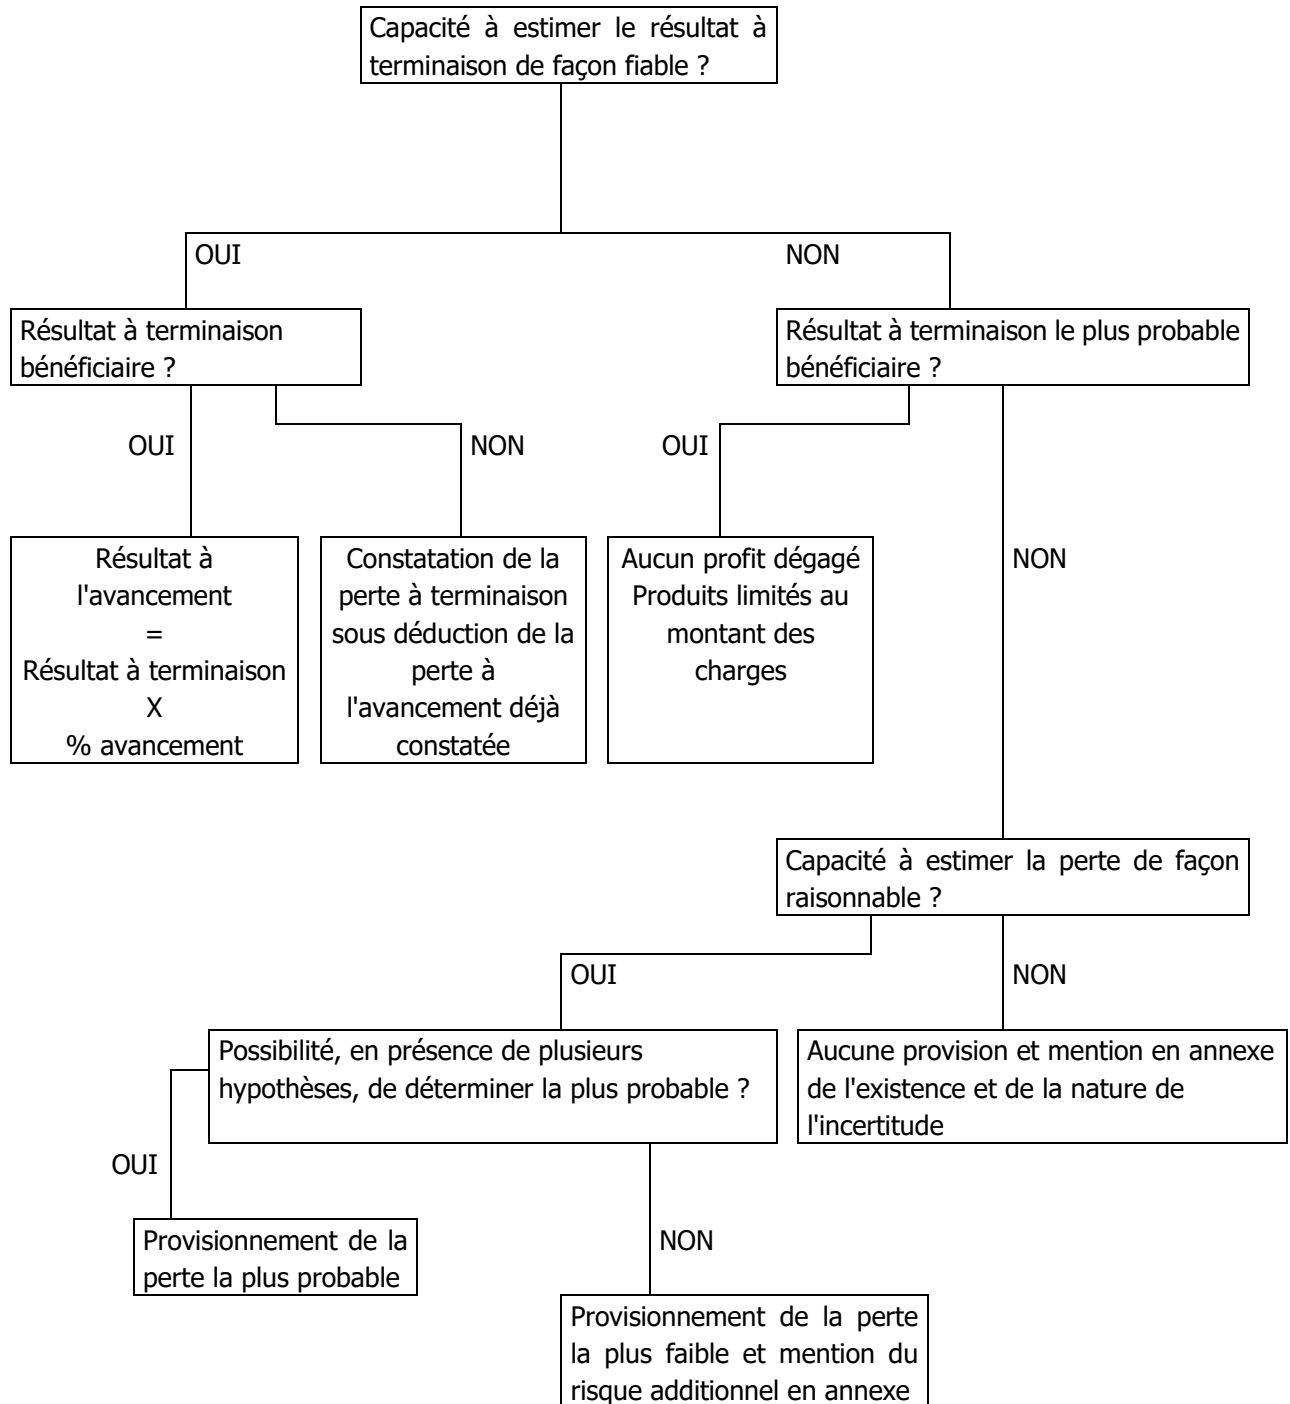 Capacité à estimer le résultat à
terminaison de façon fiable ?
OUI
NON
Résultat à terminaison
bénéficiaire ?
Résultat à terminaison le plus probable
bénéficiaire ?
OUI
NON
OUI
Résultat à
l'avancement
=
Résultat à terminaison
X
% avancement
Constatation de la
perte à terminaison
sous déduction de la
perte à
l'avancement déjà
constatée
Aucun profit dégagé
Produits limités au
montant des
charges
NON
Capacité à estimer la perte de façon
raisonnable ?
OUI
NON
Possibilité, en présence de plusieurs
hypothèses, de déterminer la plus probable ?
Aucune provision et mention en annexe
de l'existence et de la nature de
l'incertitude
OUI
Provisionnement de la
perte la plus probable
NON
Provisionnement de la perte
la plus faible et mention du
risque additionnel en annexe